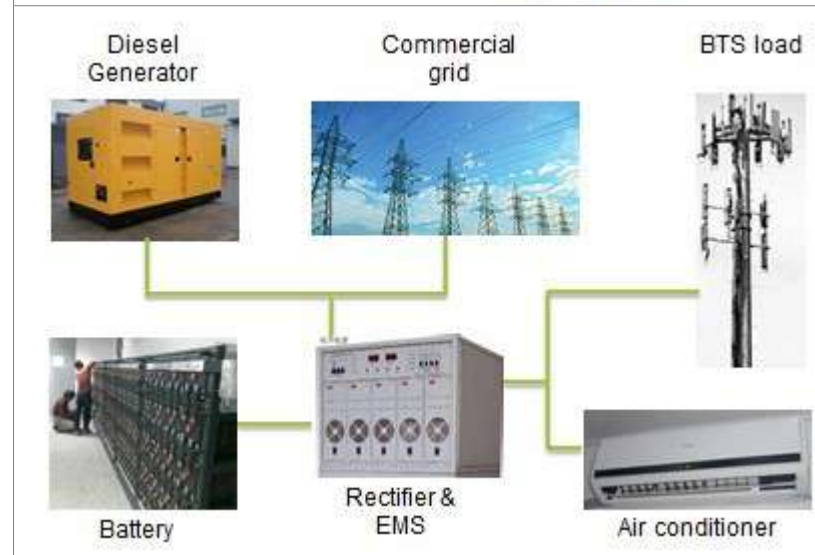 Diesel
Generator
Commercial
grid
BTS load
Battery
Rectifier &
EMS
Air conditioner